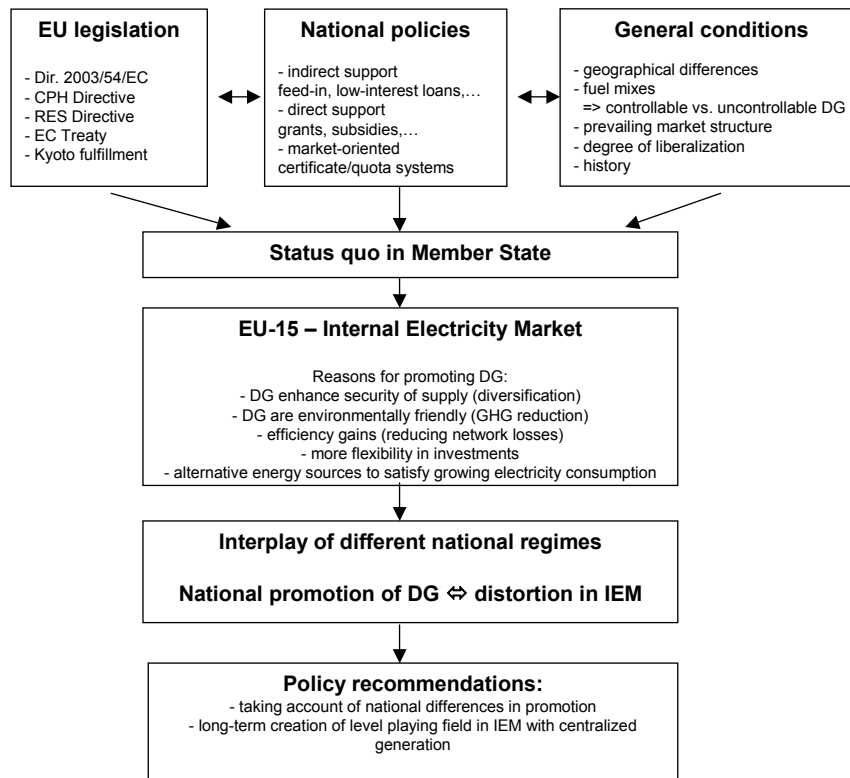 EU legislation
- Dir. 2003/54/EC
- CPH Directive
- RES Directive
- EC Treaty
- Kyoto fulfillment
National policies
- indirect support
feed-in, low-interest loans,…
- direct support
grants, subsidies,…
- market-oriented
certificate/quota systems
General conditions
- geographical differences
- fuel mixes
=> controllable vs. uncontrollable DG
- prevailing market structure
- degree of liberalization
- history
Status quo in Member State
EU-15 – Internal Electricity Market
Reasons for promoting DG:
- DG enhance security of supply (diversification)
- DG are environmentally friendly (GHG reduction)
- efficiency gains (reducing network losses)
- more flexibility in investments
- alternative energy sources to satisfy growing electricity consumption
Interplay of different national regimes
National promotion of DG ⇔ distortion in IEM
Policy recommendations:
- taking account of national differences in promotion
- long-term creation of level playing field in IEM with centralized
generation